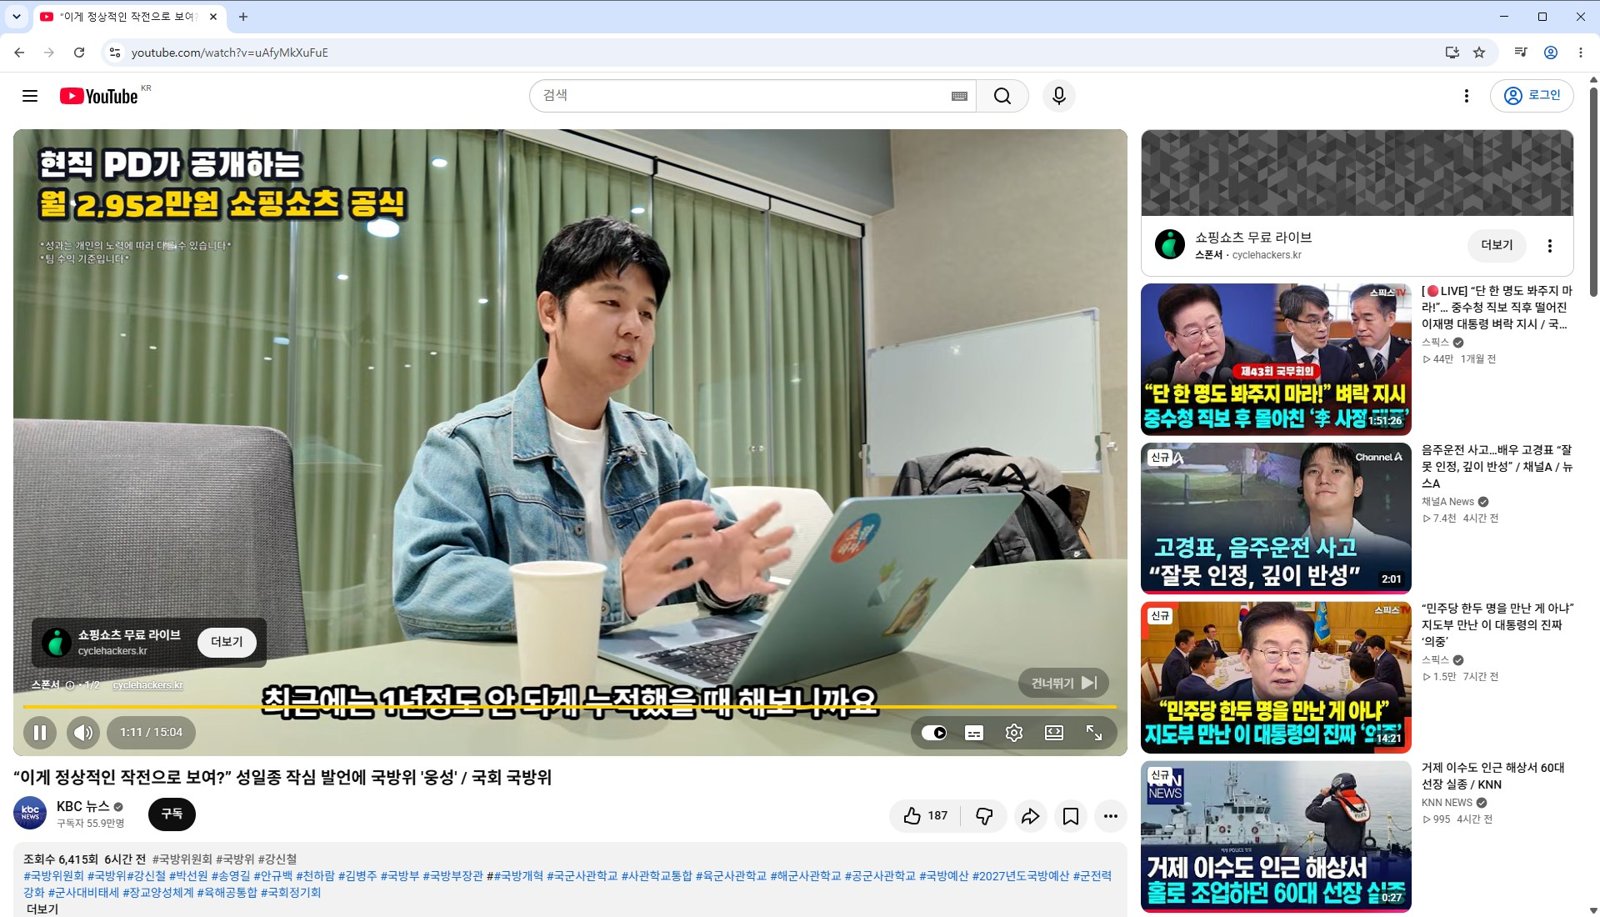 “이게 정상적인 작전으로 보여?
youtube.com/watch?v=uAfyMkXuFuE
YouTube KR
검색
로그인
현직 PD가 공개하는
월 2,952만원 쇼핑쇼츠 공식
*성과는 개인의 노력에 따라 다를 수 있습니다*
*팀 수익 기준입니다*
쇼핑쇼츠 무료 라이브
cyclehackers.kr
더보기
스폰서 · 1/2 cyclehackers.kr
건너뛰기
최근에는 1년정도 안 되게 누적했을 때 해보니까요
1:11 / 15:04
“이게 정상적인 작전으로 보여?” 성일종 작심 발언에 국방위 '웅성' / 국회 국방위
kbc NEWS
KBC 뉴스
구독자 55.9만명
구독
187
조회수 6,415회 6시간 전 #국방위원회 #국방위 #강신철
#국방위원회 #국방위#강신철 #박선원 #송영길 #안규백 #천하람 #김병주 #국방부 #국방부장관 ##국방개혁 #국군사관학교 #사관학교통합 #육군사관학교 #해군사관학교 #공군사관학교 #국방예산 #2027년도국방예산 #군전력
강화 #군사대비태세 #장교양성체계 #육해공통합 #국회정기회
더보기
쇼핑쇼츠 무료 라이브
스폰서 · cyclehackers.kr
더보기
스픽스TV
제43회 국무회의
“단 한 명도 봐주지 마라!” 벼락 지시
중수청 직보 후 몰아친 ‘李 사정
1:51:26
[🔴LIVE] “단 한 명도 봐주지 마
라!”... 중수청 직보 직후 떨어진
이재명 대통령 벼락 지시 / 국...
스픽스
44만 1개월 전
신규
Channel A
고경표, 음주운전 사고
“잘못 인정, 깊이 반성”
2:01
음주운전 사고...배우 고경표 “잘
못 인정, 깊이 반성” / 채널A / 뉴
스A
채널A News
7.4천 4시간 전
신규
스픽스TV
“민주당 한두 명을 만난 게 아냐”
지도부 만난 이 대통령의 진짜 ‘의중’
14:21
“민주당 한두 명을 만난 게 아냐”
지도부 만난 이 대통령의 진짜
‘의중’
스픽스
1.5만 7시간 전
신규
KNN
NEWS
거제 이수도 인근 해상서
홀로 조업하던 60대 선장 실종
0:27
거제 이수도 인근 해상서 60대
선장 실종 / KNN
KNN NEWS
995 4시간 전